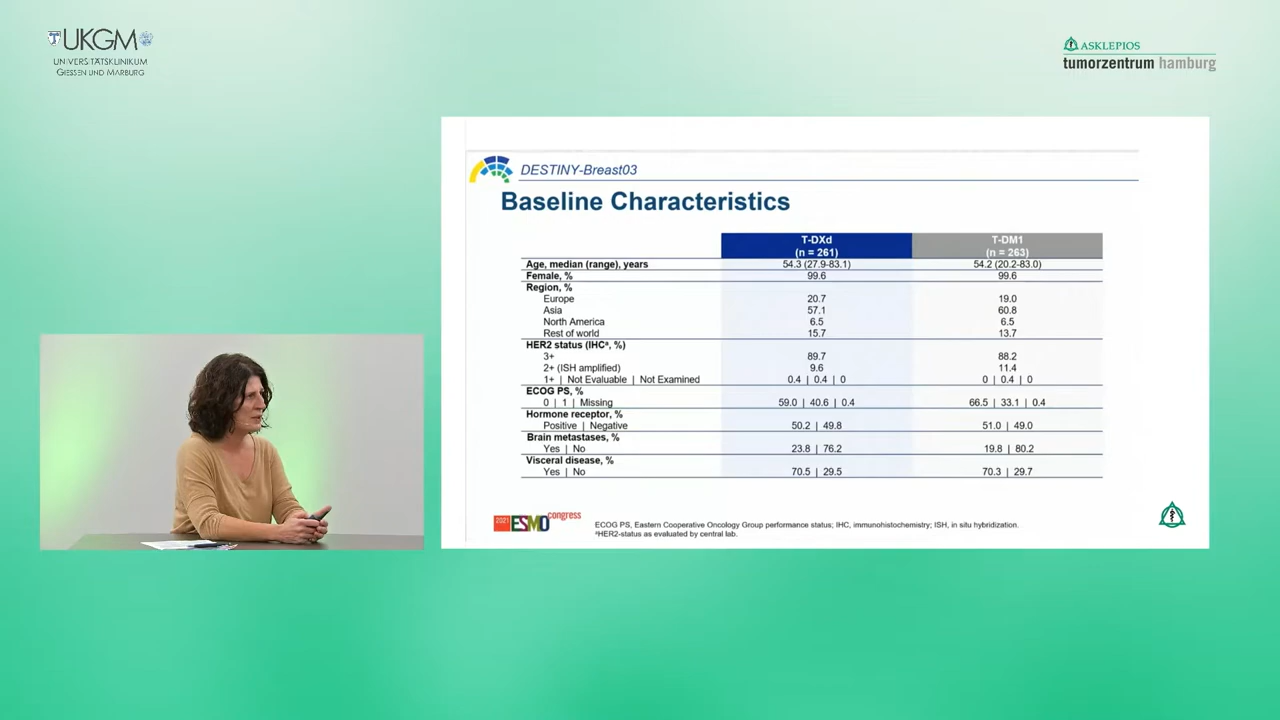 UKGM
UNIVERSITÄTSKLINIKUM
GIESSEN UND MARBURG
ASKLEPIOS
tumorzentrum hamburg
DESTINY-Breast03
Baseline Characteristics
T-DXd T-DM1
(n = 261) (n = 263)
Age, median (range), years 54.3 (27.9-83.1) 54.2 (20.2-83.0)
Female, % 99.6 99.6
Region, %
Europe 20.7 19.0
Asia 57.1 60.8
North America 6.5 6.5
Rest of world 15.7 13.7
HER2 status (IHCᵃ, %)
3+ 89.7 88.2
2+ (ISH amplified) 9.6 11.4
1+ | Not Evaluable | Not Examined 0.4 | 0.4 | 0 0 | 0.4 | 0
ECOG PS, %
0 | 1 | Missing 59.0 | 40.6 | 0.4 66.5 | 33.1 | 0.4
Hormone receptor, %
Positive | Negative 50.2 | 49.8 51.0 | 49.0
Brain metastases, %
Yes | No 23.8 | 76.2 19.8 | 80.2
Visceral disease, %
Yes | No 70.5 | 29.5 70.3 | 29.7
ESMO congress
ECOG PS, Eastern Cooperative Oncology Group performance status; IHC, immunohistochemistry; ISH, in situ hybridization.
ᵃHER2-status as evaluated by central lab.